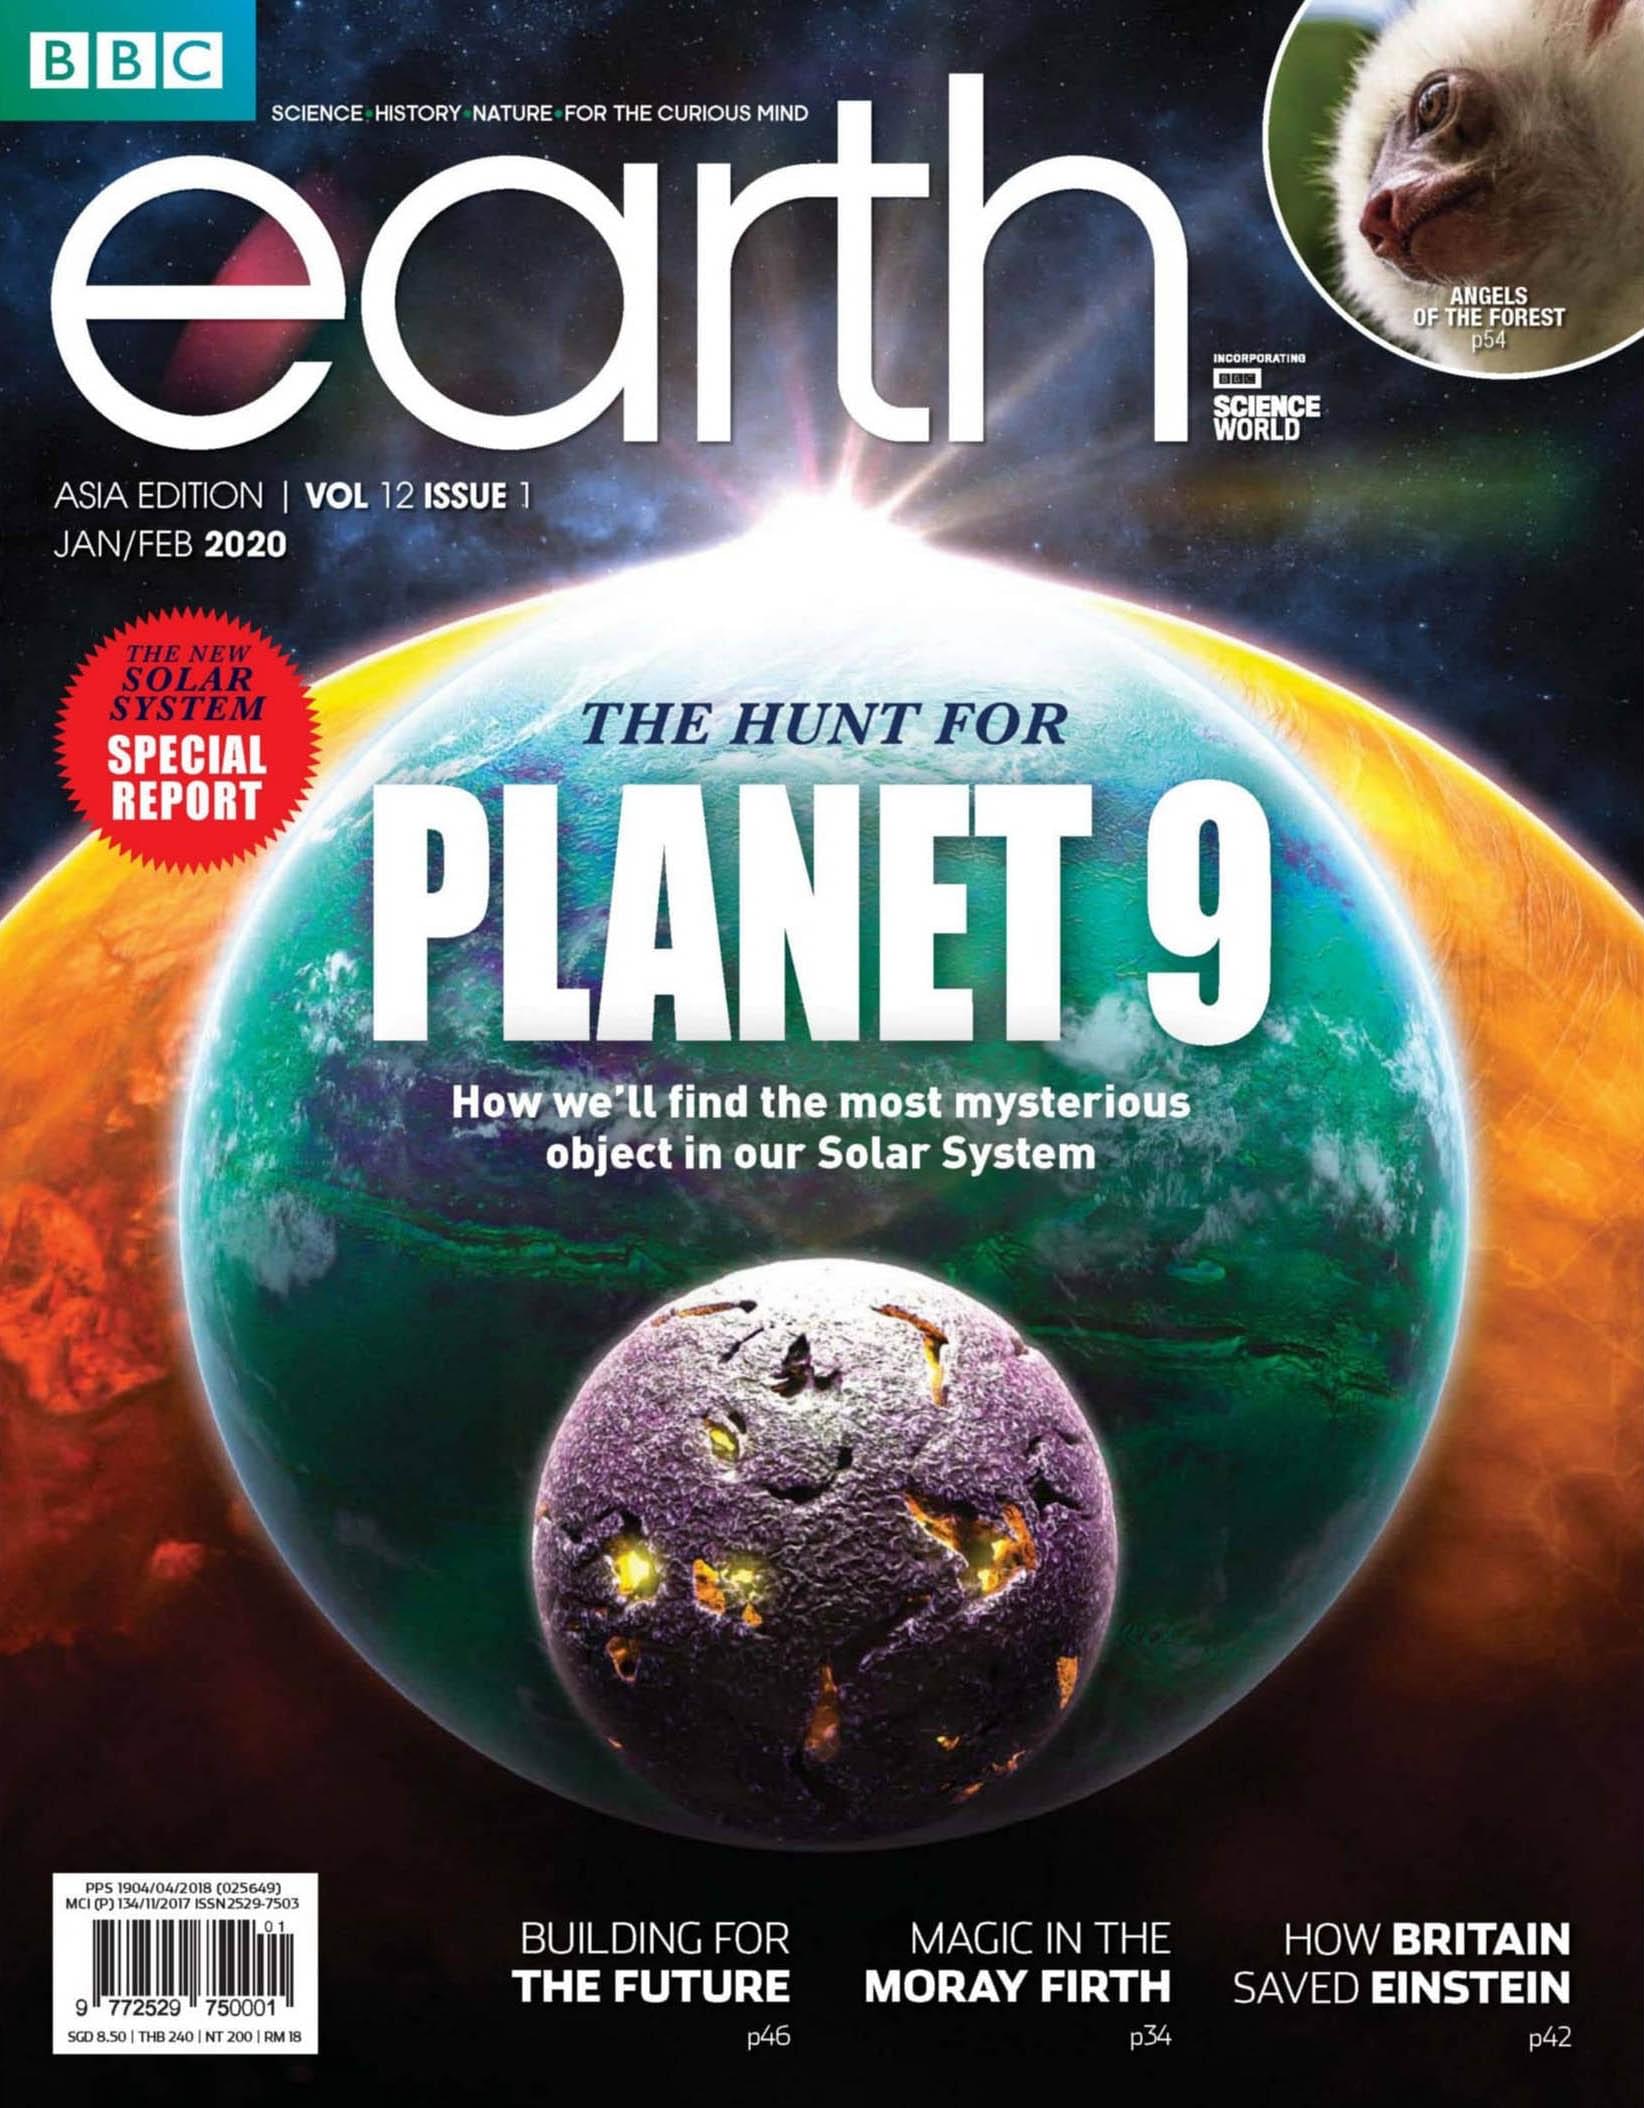 BBC
SCIENCE•HISTORY•NATURE•FOR THE CURIOUS MIND
earth
ANGELS
OF THE FOREST
p54
INCORPORATING
BBC
SCIENCE
WORLD
ASIA EDITION | VOL 12 ISSUE 1
JAN/FEB 2020
THE NEW
SOLAR
SYSTEM
SPECIAL
REPORT
THE HUNT FOR
PLANET 9
How we'll find the most mysterious
object in our Solar System
PPS 1904/04/2018 (025649)
MCI (P) 134/11/2017 ISSN2529-7503
01
9 772529 750001
SGD 8.50 | THB 240 | NT 200 | RM 18
BUILDING FOR
THE FUTURE
p46
MAGIC IN THE
MORAY FIRTH
p34
HOW BRITAIN
SAVED EINSTEIN
p42